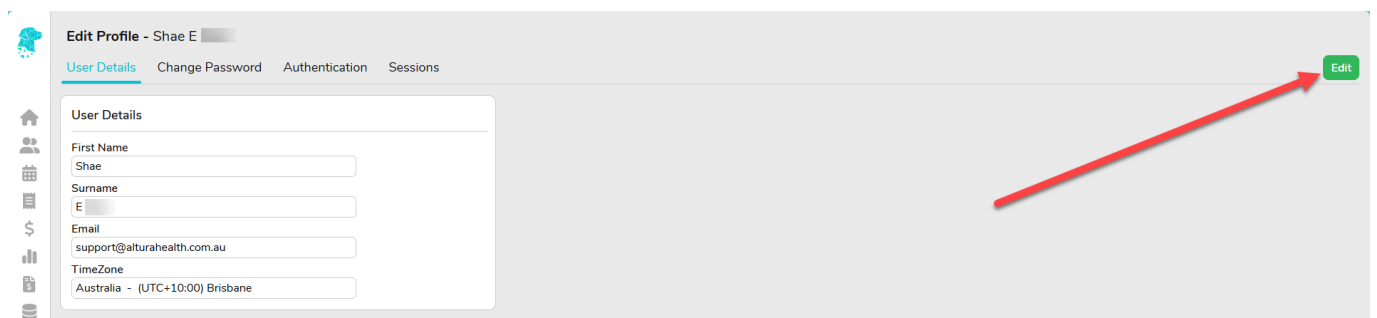 Edit Profile - Shae E
User Details Change Password Authentication Sessions
Edit
User Details
First Name
Shae
Surname
E
Email
support@alturahealth.com.au
TimeZone
Australia - (UTC+10:00) Brisbane